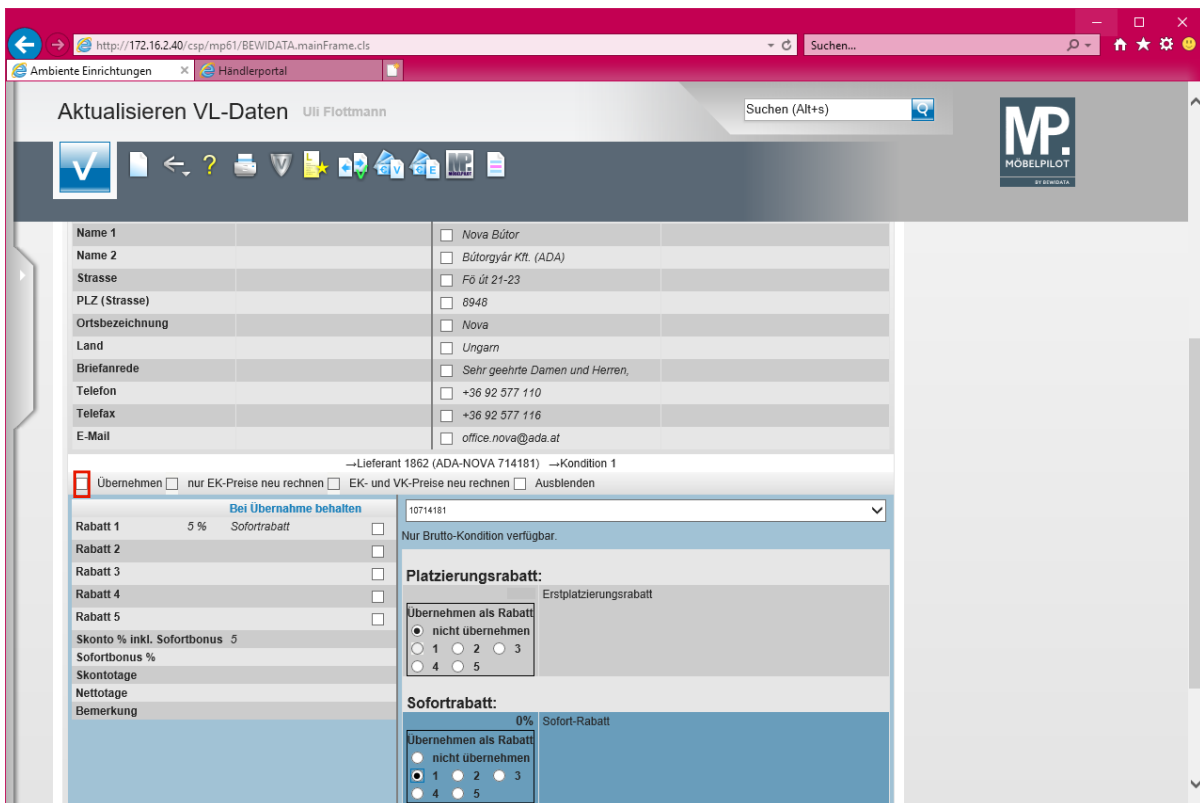 http://172.16.2.40/csp/mp61/BEWIDATA.mainFrame.cls
Suchen...
Ambiente Einrichtungen
Händlerportal
Aktualisieren VL-Daten Uli Flottmann
Suchen (Alt+s)
MP.
MÖBELPILOT
BY BEWIDATA
Name 1 Nova Bútor
Name 2 Bútorgyár Kft. (ADA)
Strasse Fö út 21-23
PLZ (Strasse) 8948
Ortsbezeichnung Nova
Land Ungarn
Briefanrede Sehr geehrte Damen und Herren,
Telefon +36 92 577 110
Telefax +36 92 577 116
E-Mail office.nova@ada.at
→Lieferant 1862 (ADA-NOVA 714181) →Kondition 1
Übernehmen nur EK-Preise neu rechnen EK- und VK-Preise neu rechnen Ausblenden
Bei Übernahme behalten
Rabatt 1 5 % Sofortrabatt
Rabatt 2
Rabatt 3
Rabatt 4
Rabatt 5
Skonto % inkl. Sofortbonus 5
Sofortbonus %
Skontotage
Nettotage
Bemerkung
10714181
Nur Brutto-Kondition verfügbar.
Platzierungsrabatt:
Erstplatzierungsrabatt
Übernehmen als Rabatt
nicht übernehmen
1 2 3
4 5
Sofortrabatt:
0% Sofort-Rabatt
Übernehmen als Rabatt
nicht übernehmen
1 2 3
4 5